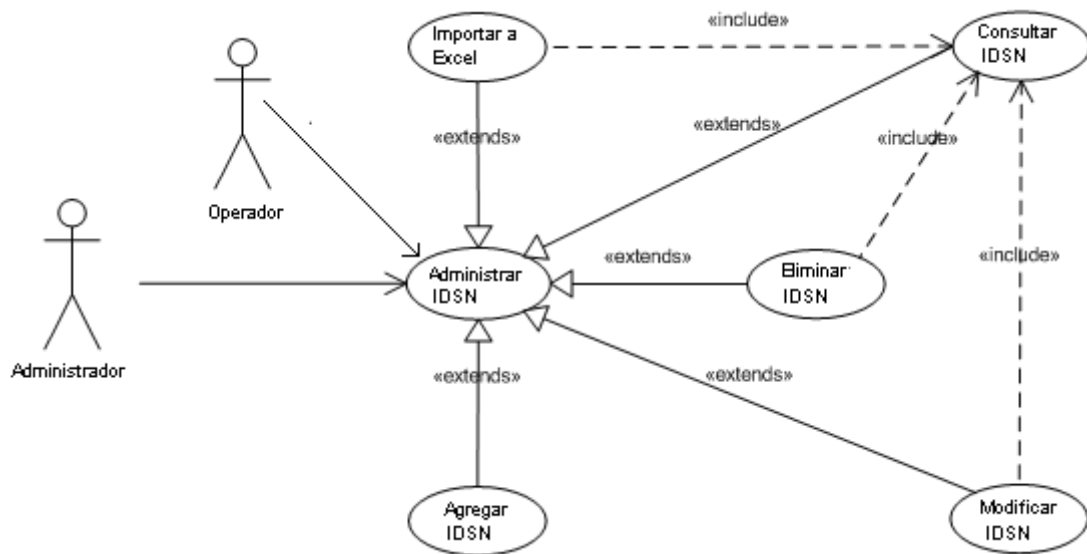 Importar a
Excel
«include»
Consultar
IDSN
«extends»
«extends»
«include»
Operador
Administrar
IDSN
«extends»
Eliminar
IDSN
«include»
Administrador
«extends»
«extends»
Agregar
IDSN
Modificar
IDSN